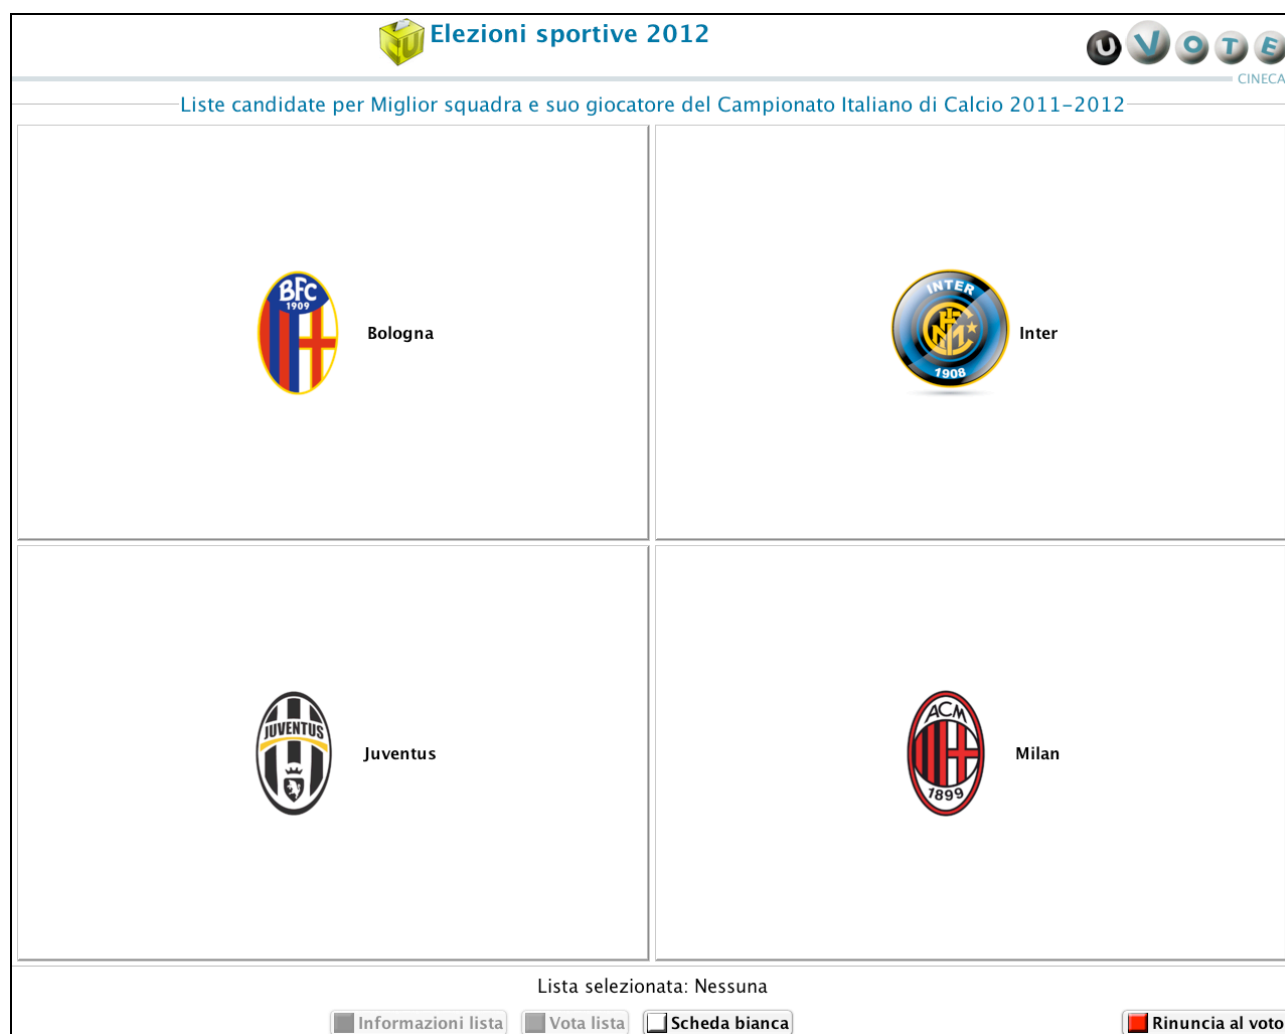 Elezioni sportive 2012
U VOTE
CINECA
Liste candidate per Miglior squadra e suo giocatore del Campionato Italiano di Calcio 2011-2012
BFC
1909
Bologna
INTER
1908
Inter
JUVENTUS
Juventus
ACM
1899
Milan
Lista selezionata: Nessuna
Informazioni lista Vota lista Scheda bianca Rinuncia al voto